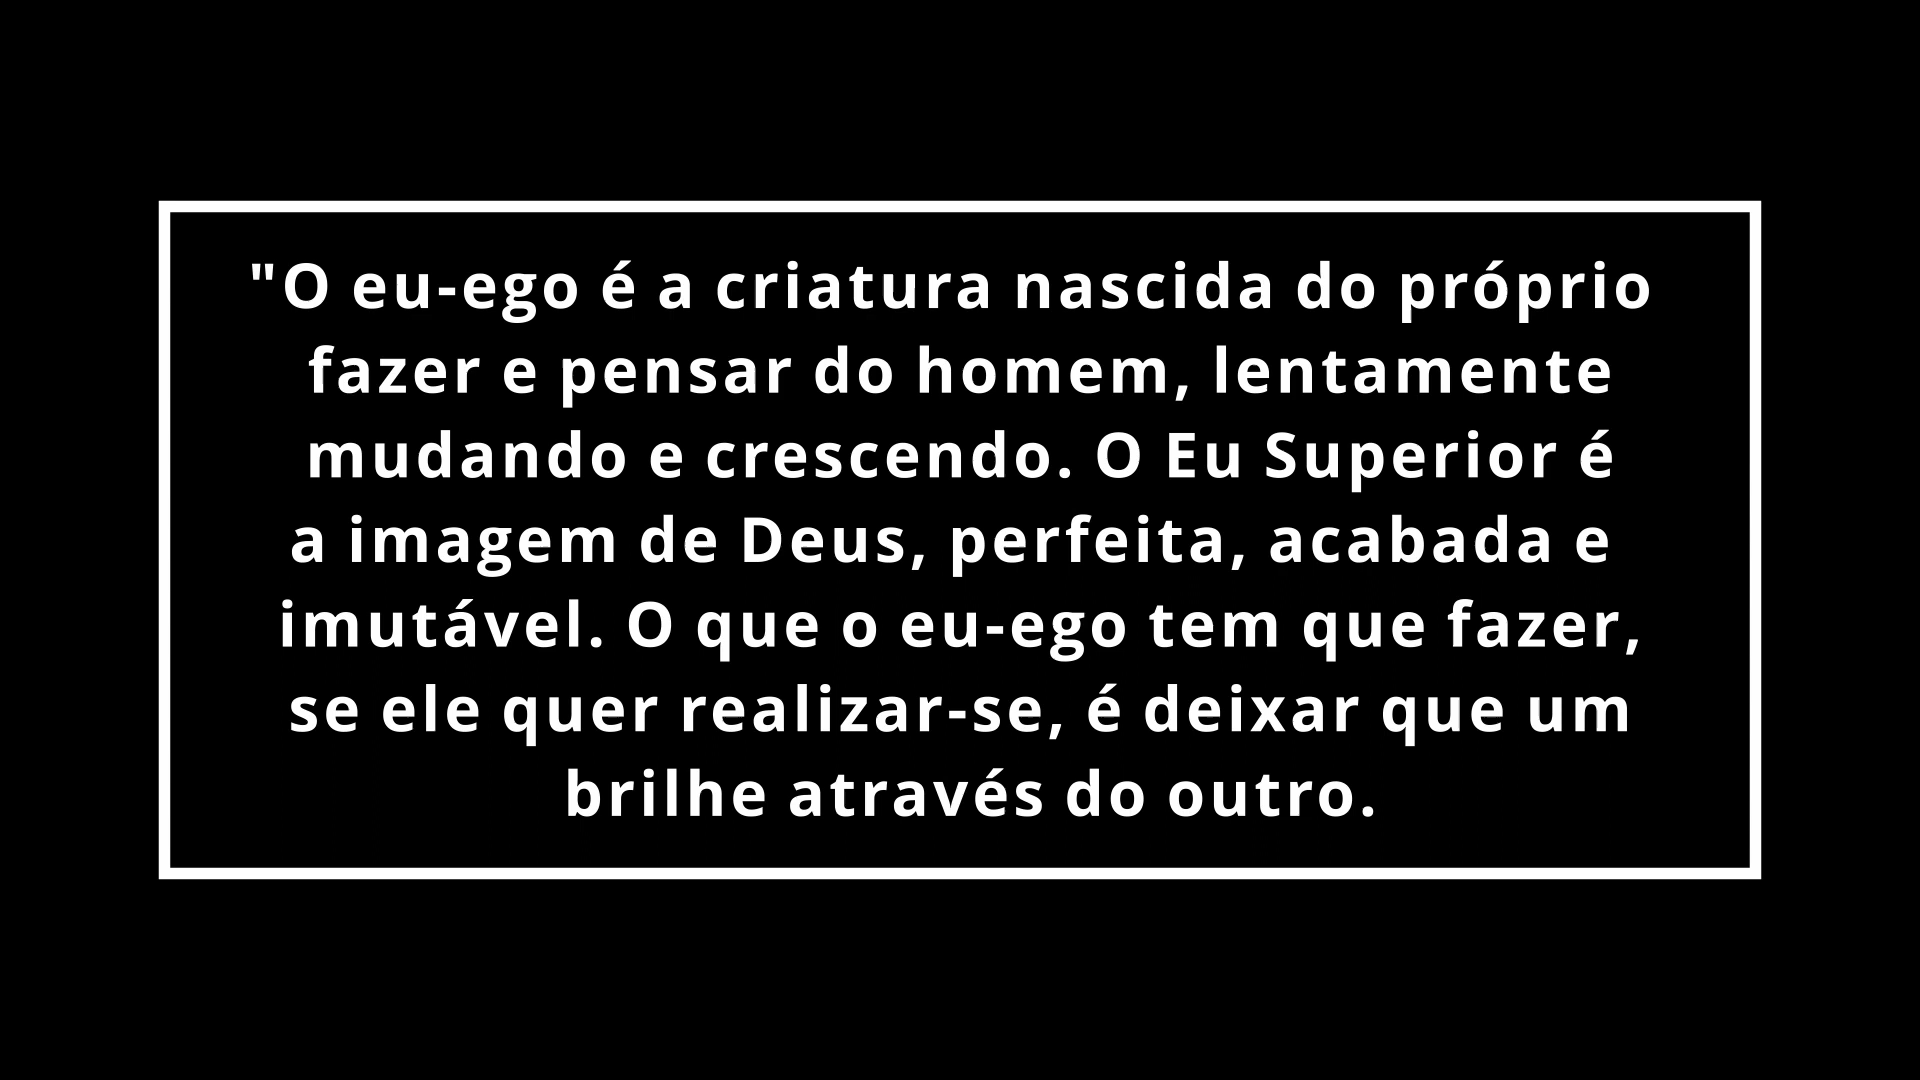 "O eu-ego é a criatura nascida do próprio
fazer e pensar do homem, lentamente
mudando e crescendo. O Eu Superior é
a imagem de Deus, perfeita, acabada e
imutável. O que o eu-ego tem que fazer,
se ele quer realizar-se, é deixar que um
brilhe através do outro.